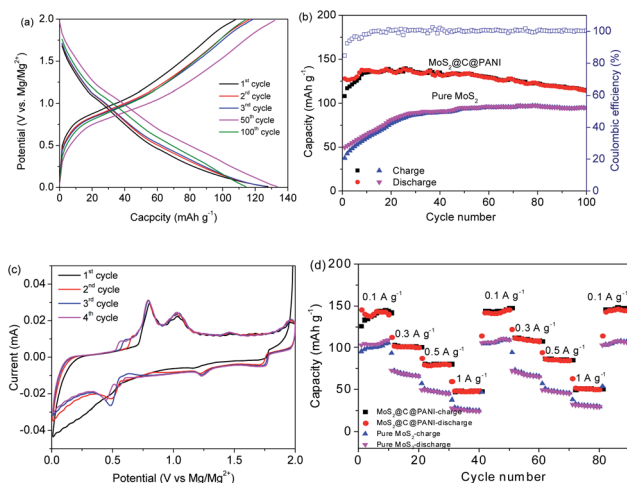 (a)
Potential (V vs. Mg/Mg2+)
2.0
1.5
1.0
0.5
0.0
1st cycle
2rd cycle
3nd cycle
50th cycle
100th cycle
0 20 40 60 80 100 120 140
Cacpcity (mAh g-1)
(b)
Capacity (mAh g-1)
200
150
100
50
0
MoS2@C@PANI
Pure MoS2
Charge
Discharge
0 20 40 60 80 100
Cycle number
100
80
60
40
20
0
Coulombic efficiency (%)
(c)
Current (mA)
0.04
0.02
0.00
-0.02
-0.04
1st cycle
2nd cycle
3rd cycle
4th cycle
0.0 0.5 1.0 1.5 2.0
Potential (V vs Mg/Mg2+)
(d)
Capacity (mAh g-1)
200
150
100
50
0
0.1 A g-1
0.3 A g-1
0.5 A g-1
1 A g-1
0.1 A g-1
0.3 A g-1
0.5 A g-1
1 A g-1
0.1 A g-1
MoS2@C@PANI-charge
MoS2@C@PANI-discharge
Pure MoS2-charge
Pure MoS2-discharge
0 20 40 60 80
Cycle number